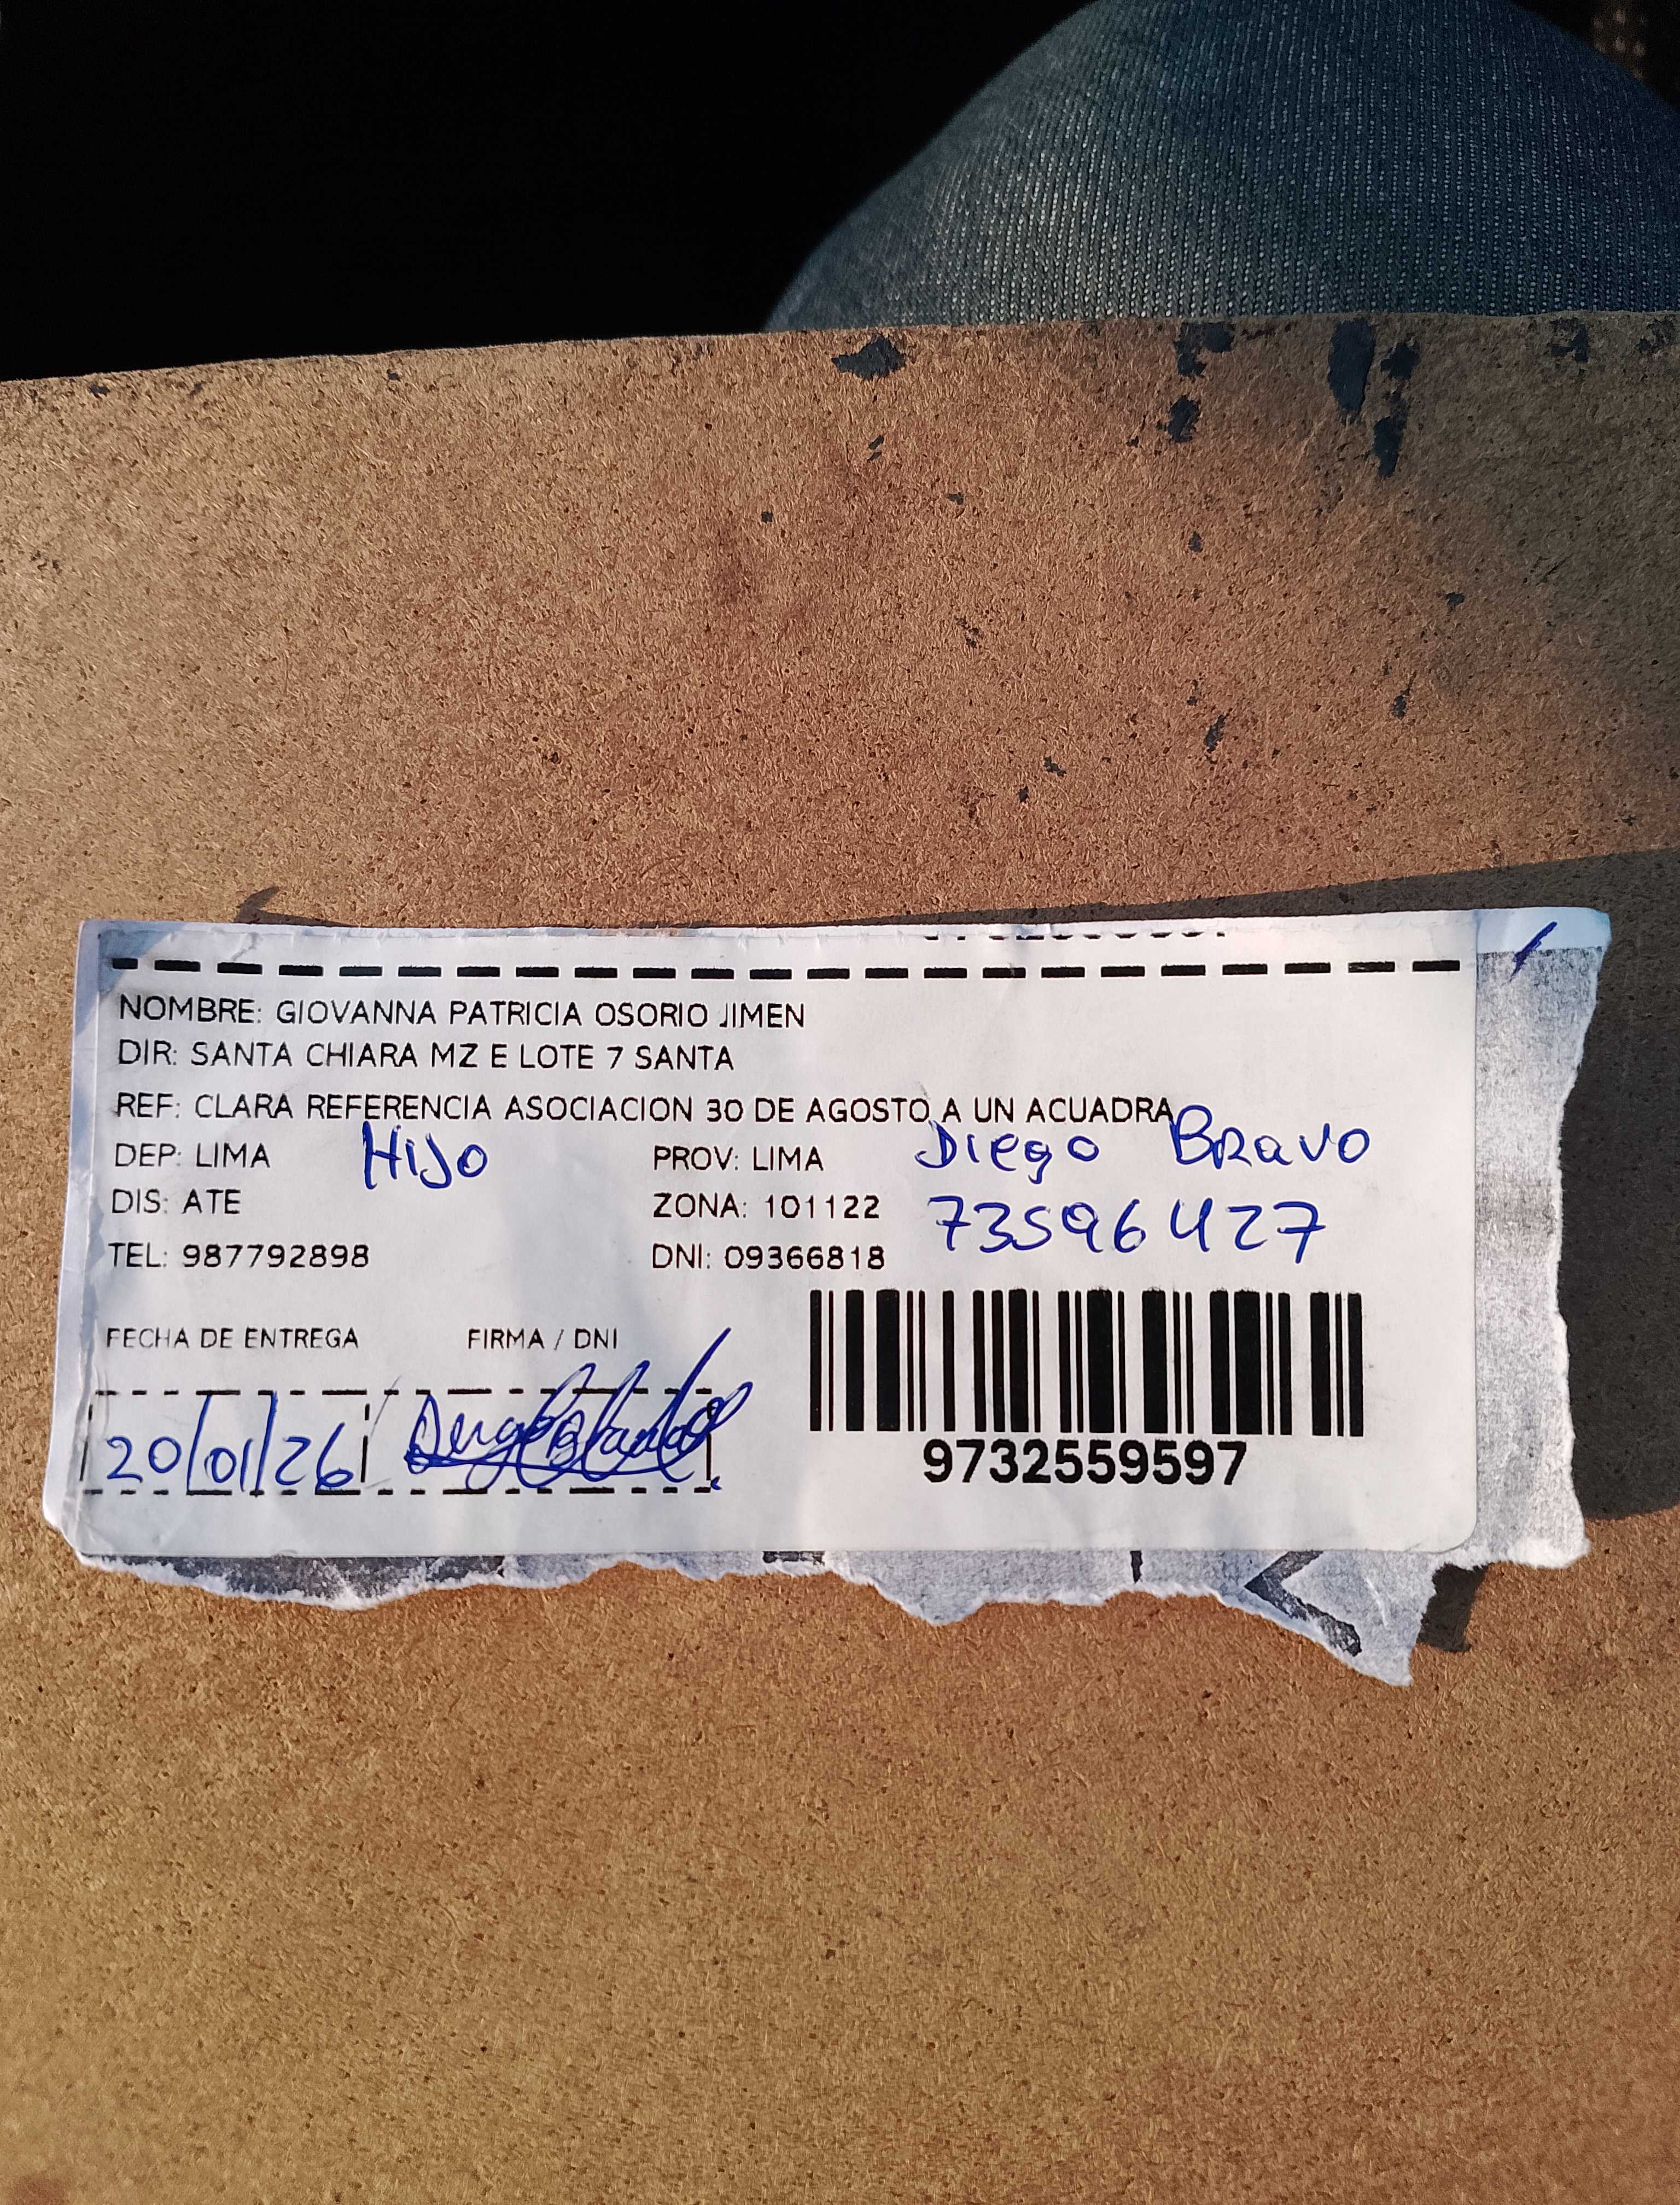 NOMBRE: GIOVANNA PATRICIA OSORIO JIMEN
DIR: SANTA CHIARA MZ E LOTE 7 SANTA
REF: CLARA REFERENCIA ASOCIACION 30 DE AGOSTO A UN ACUADRA
DEP: LIMA Hijo PROV: LIMA Diego Bravo
DIS: ATE ZONA: 101122 73596427
TEL: 987792898 DNI: 09366818
FECHA DE ENTREGA FIRMA / DNI
20/01/26
9732559597